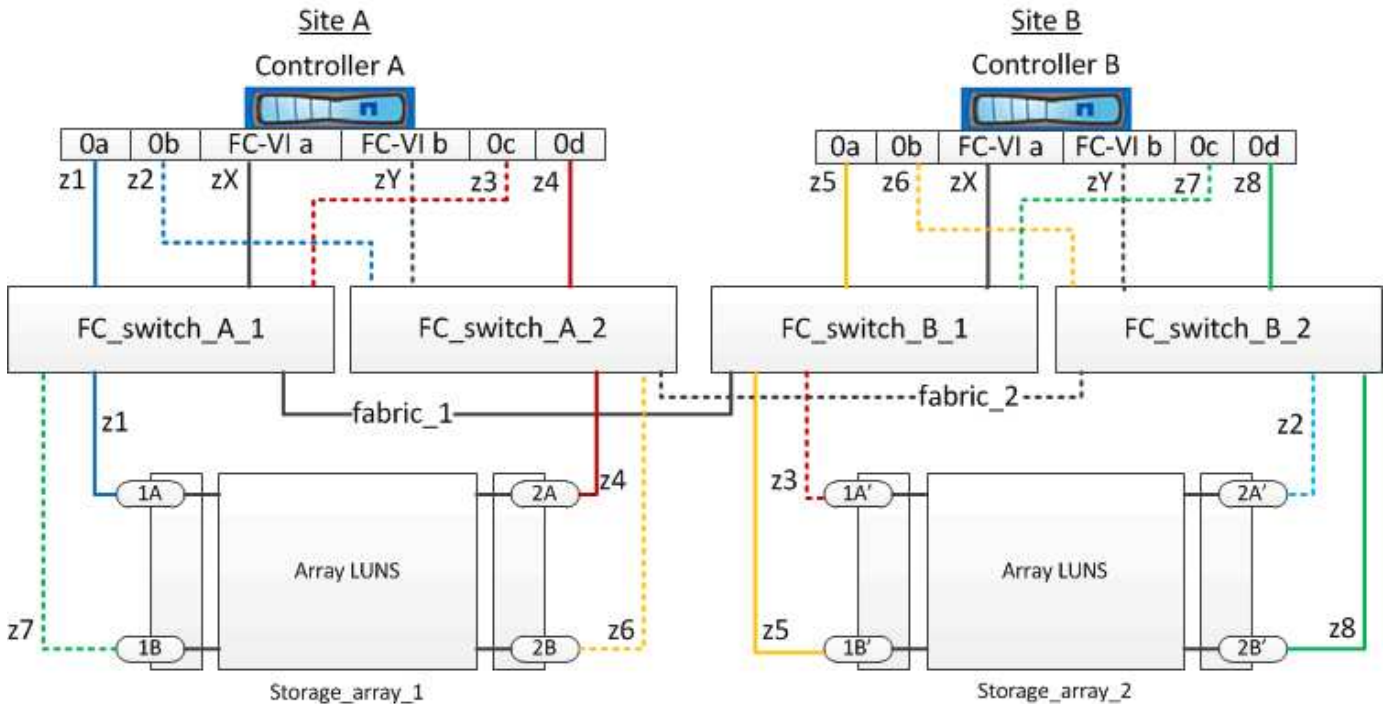 Site A
Site B
Controller A
Controller B
0a 0b FC-VI a FC-VI b 0c 0d
0a 0b FC-VI a FC-VI b 0c 0d
z1 z2 zX zY z3 z4
z5 z6 zX zY z7 z8
FC_switch_A_1
FC_switch_A_2
FC_switch_B_1
FC_switch_B_2
fabric_1
fabric_2
z1
z4
z3
z2
1A
2A
1A’
2A’
Array LUNS
Array LUNS
z7
z6
z5
z8
1B
2B
1B’
2B’
Storage_array_1
Storage_array_2